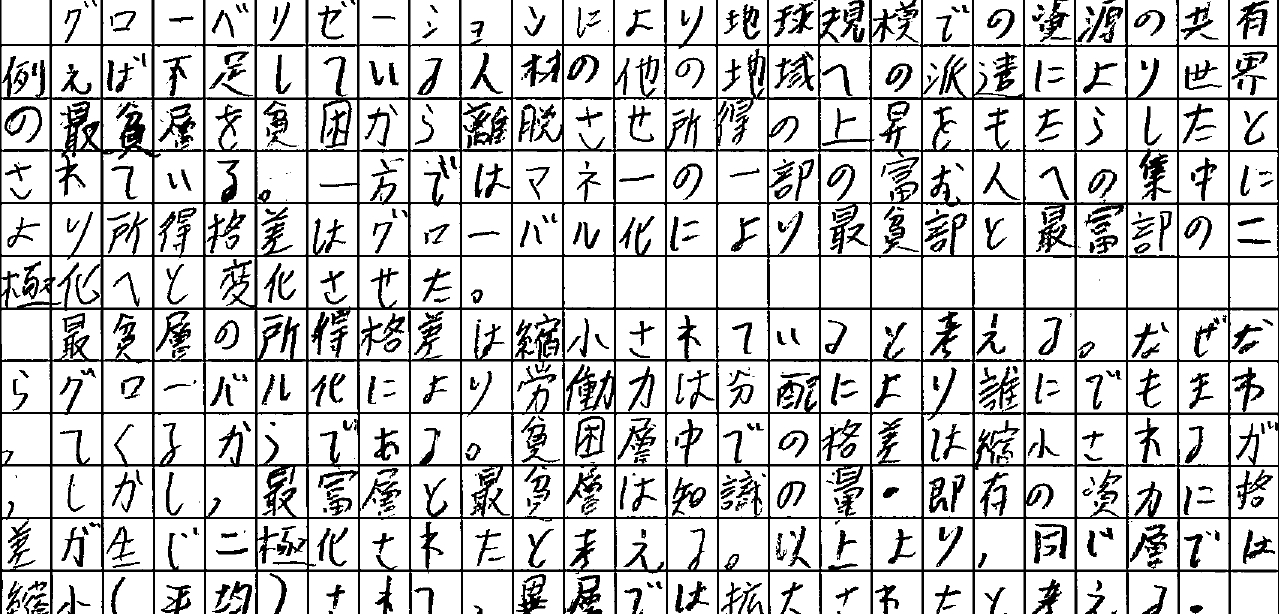 グローベリゼーションにより地球規模での資源の共有
例えば不足している人材の他の地域への派遣により世界
の最貧層を貧困から離脱させ所得の上昇をもたらしたと
されている。一方ではマネーの一部の富む人への集中に
より所得格差はグローバル化により最貧部と最富部の二
極化へと変化させた。
最貧層の所得格差は縮小されていると考える。なぜな
らグローバル化により労働力は分配により誰にでもまわ
ってくるからである。貧困層中での格差は縮小されるが
,しかし,最富層と最貧層は知識の量・即存の資力に格
差が生じ二極化されたと考える。以上より,同じ層では
縮小(平均)されて,異層では拡大されたと考える.